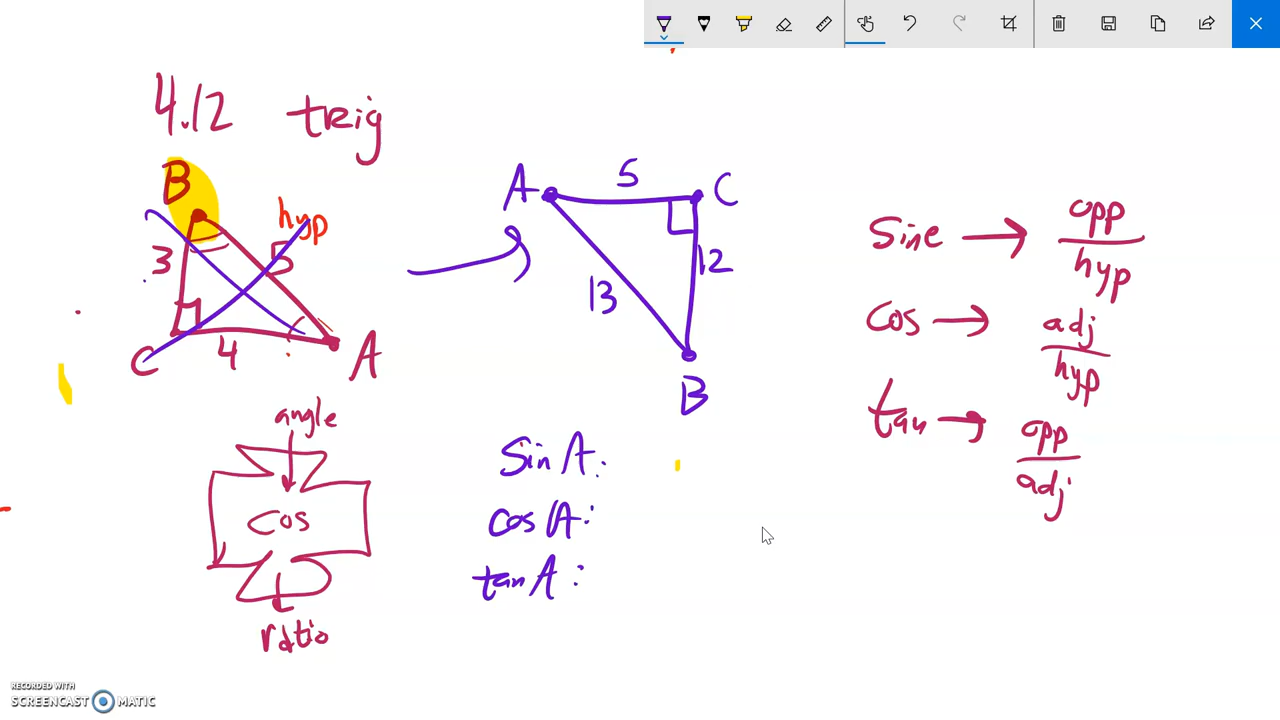 4.12 trig
B
hyp
3
5
C
4
A
A
5
C
12
13
B
Sine → opp
hyp
Cos → adj
hyp
tan → opp
adj
angle
Cos
ratio
Sin A:
Cos A:
tan A:
RECORDED WITH
SCREENCAST MATIC